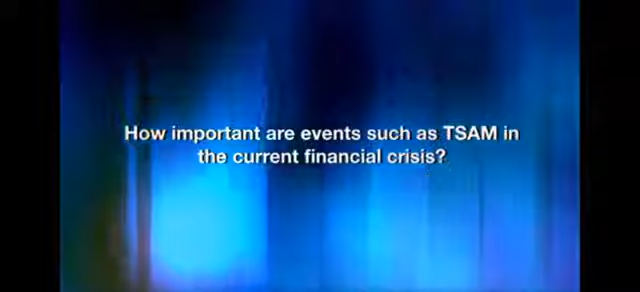 How important are events such as TSAM in
the current financial crisis?